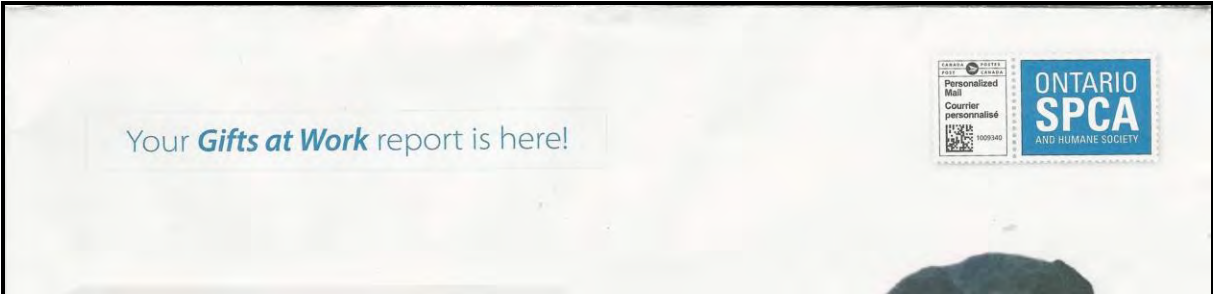 Your Gifts at Work report is here!
CANADA POSTES
POST CANADA
Personalized
Mail
Courrier
personnalisé
1009340
ONTARIO
SPCA
AND HUMANE SOCIETY